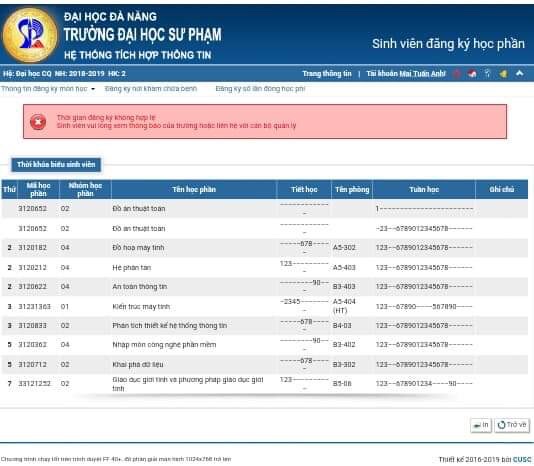 ĐẠI HỌC ĐÀ NẴNG
TRƯỜNG ĐẠI HỌC SƯ PHẠM
HỆ THỐNG TÍCH HỢP THÔNG TIN
Sinh viên đăng ký học phần
Hệ: Đại học CQ NH: 2018-2019 HK: 2 Trang thông tin | Tài khoản Mai Tuấn Anh!
Thông tin đăng ký môn học Đăng ký nơi khám chữa bệnh Đăng ký số lần đóng học phí
Thời gian đăng ký không hợp lệ
Sinh viên vui lòng xem thông báo của trường hoặc liên hệ với cán bộ quản lý
Thời khóa biểu sinh viên
Thứ Mã học phần Nhóm học phần Tên học phần Tiết học Tên phòng Tuần học Ghi chú
3120652 02 Đồ án thuật toán ------------- 1-----------------------
3120652 02 Đồ án thuật toán ------------- -23--6789012345678------
2 3120182 04 Đồ họa máy tính -----678----- A5-302 123--6789012345678------
2 3120212 04 Hệ phân tán 123---------- A5-403 123--6789012345678------
2 3120622 04 An toàn thông tin --------90--- B3-403 123--6789012345678------
3 31231363 01 Kiến trúc máy tính -2345-------- A5-404 (HT) 123--67890----567890----
3 3120833 02 Phân tích thiết kế hệ thống thông tin -----678----- B4-03 123--6789012345678------
5 3120362 04 Nhập môn công nghệ phần mềm --------90--- B3-402 123--6789012345678------
5 3120712 02 Khai phá dữ liệu -----678----- B3-302 123--6789012345678------
7 33121252 02 Giáo dục giới tính và phương pháp giáo dục giới tính 123---------- B5-06 123--678901234----90----
In Trở về
Chương trình chạy tốt trên trình duyệt FF 40+, độ phân giải màn hình 1024x768 trở lên Thiết kế 2016-2019 bởi CUSC